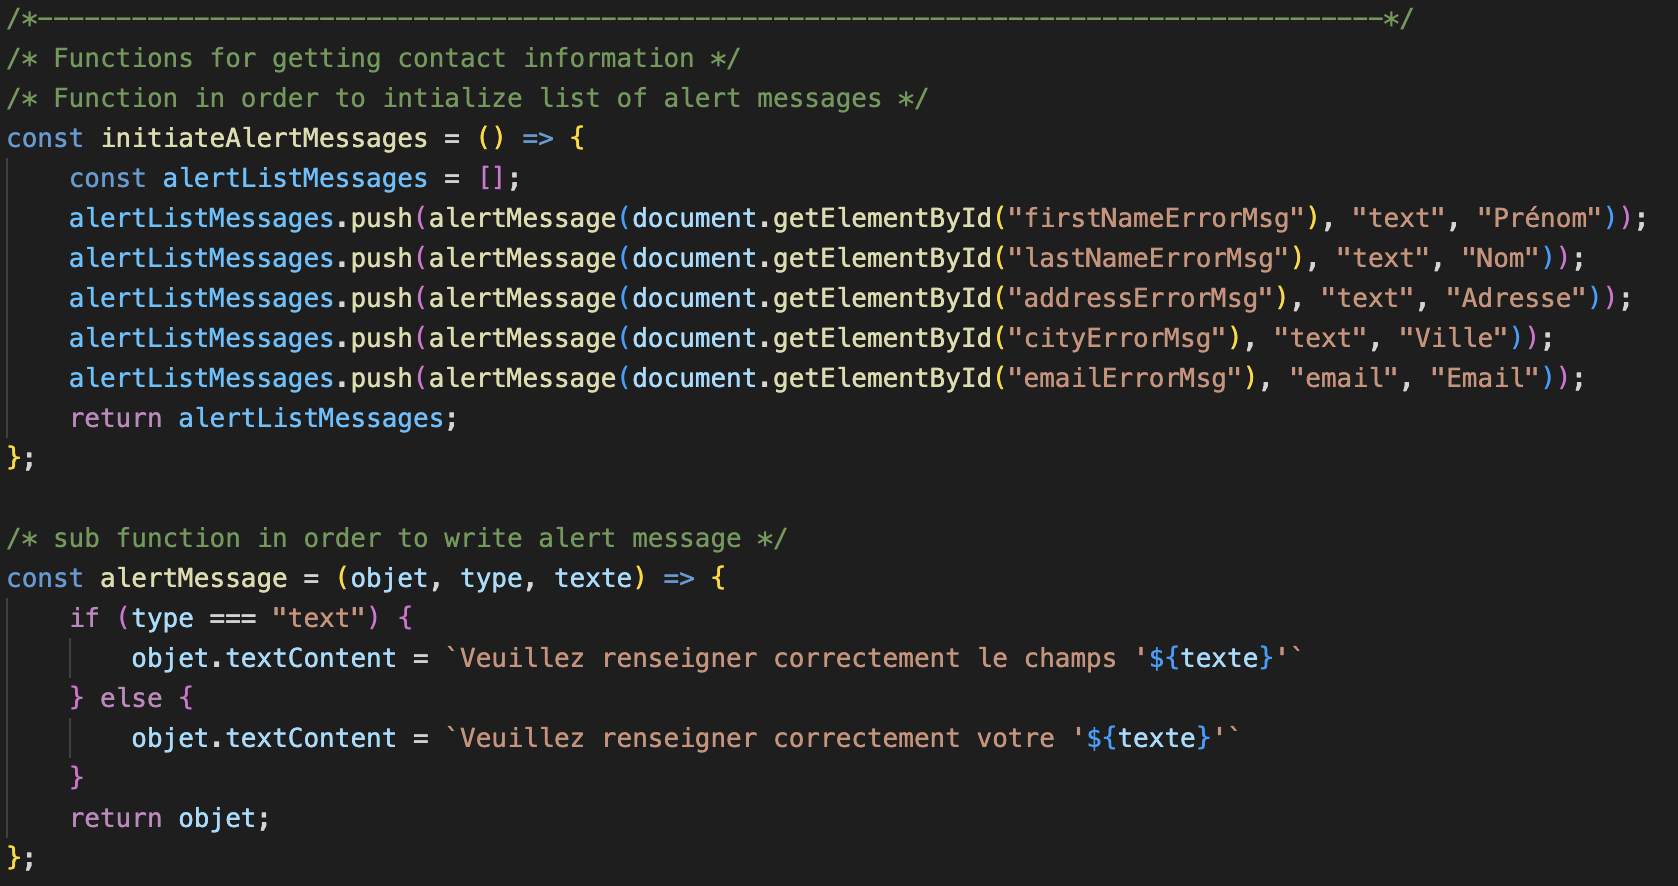 /*--------------------------------------------------------------------------------------*/
/* Functions for getting contact information */
/* Function in order to intialize list of alert messages */
const initiateAlertMessages = () => {
    const alertListMessages = [];
    alertListMessages.push(alertMessage(document.getElementById("firstNameErrorMsg"), "text", "Prénom"));
    alertListMessages.push(alertMessage(document.getElementById("lastNameErrorMsg"), "text", "Nom"));
    alertListMessages.push(alertMessage(document.getElementById("addressErrorMsg"), "text", "Adresse"));
    alertListMessages.push(alertMessage(document.getElementById("cityErrorMsg"), "text", "Ville"));
    alertListMessages.push(alertMessage(document.getElementById("emailErrorMsg"), "email", "Email"));
    return alertListMessages;
};

/* sub function in order to write alert message */
const alertMessage = (objet, type, texte) => {
    if (type === "text") {
        objet.textContent = `Veuillez renseigner correctement le champs '${texte}'`
    } else {
        objet.textContent = `Veuillez renseigner correctement votre '${texte}'`
    }
    return objet;
};